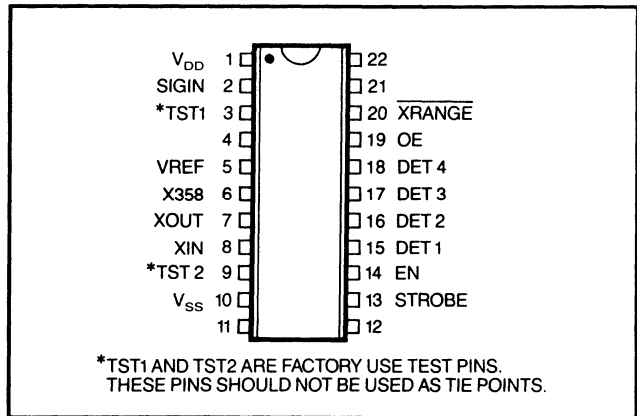 V_DD 1 22
SIGIN 2 21
*TST1 3 20 X̅R̅A̅N̅G̅E̅
4 19 OE
VREF 5 18 DET 4
X358 6 17 DET 3
XOUT 7 16 DET 2
XIN 8 15 DET 1
*TST 2 9 14 EN
V_SS 10 13 STROBE
11 12
*TST1 AND TST2 ARE FACTORY USE TEST PINS.
THESE PINS SHOULD NOT BE USED AS TIE POINTS.